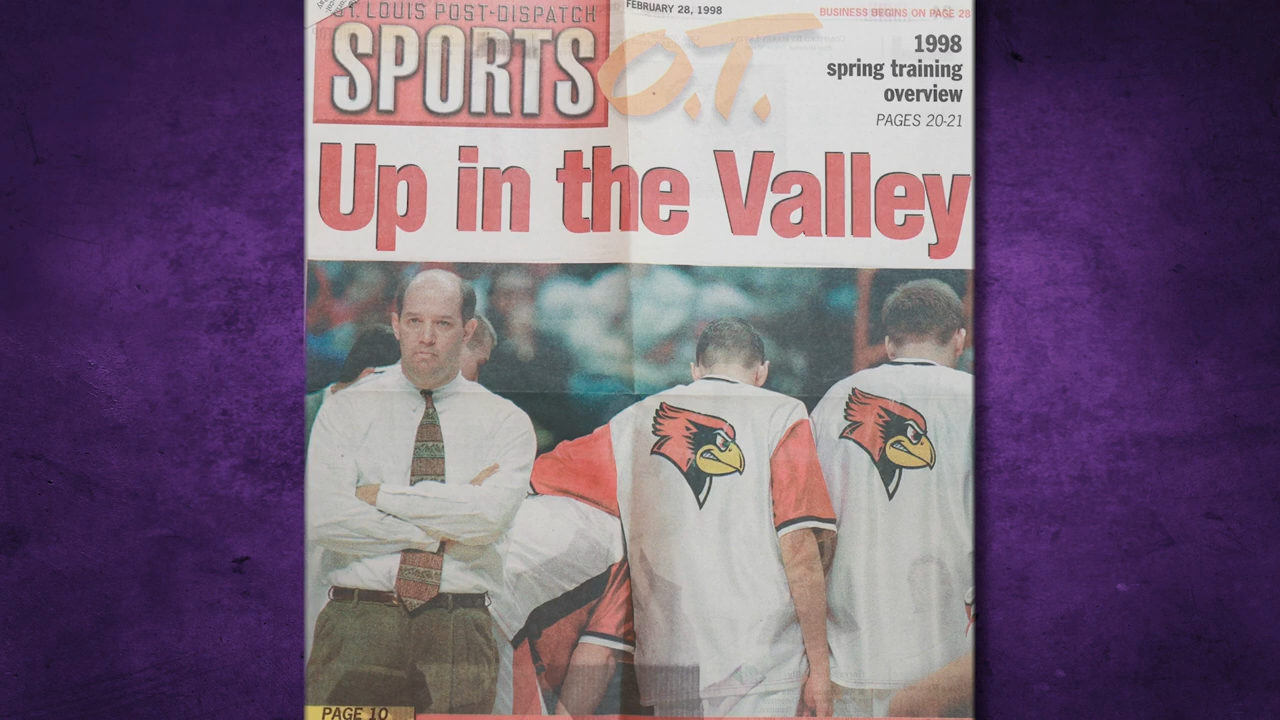 ST. LOUIS POST-DISPATCH
SPORTS
O.T.
FEBRUARY 28, 1998
BUSINESS BEGINS ON PAGE 28
1998
spring training
overview
PAGES 20-21
Up in the Valley
PAGE 10